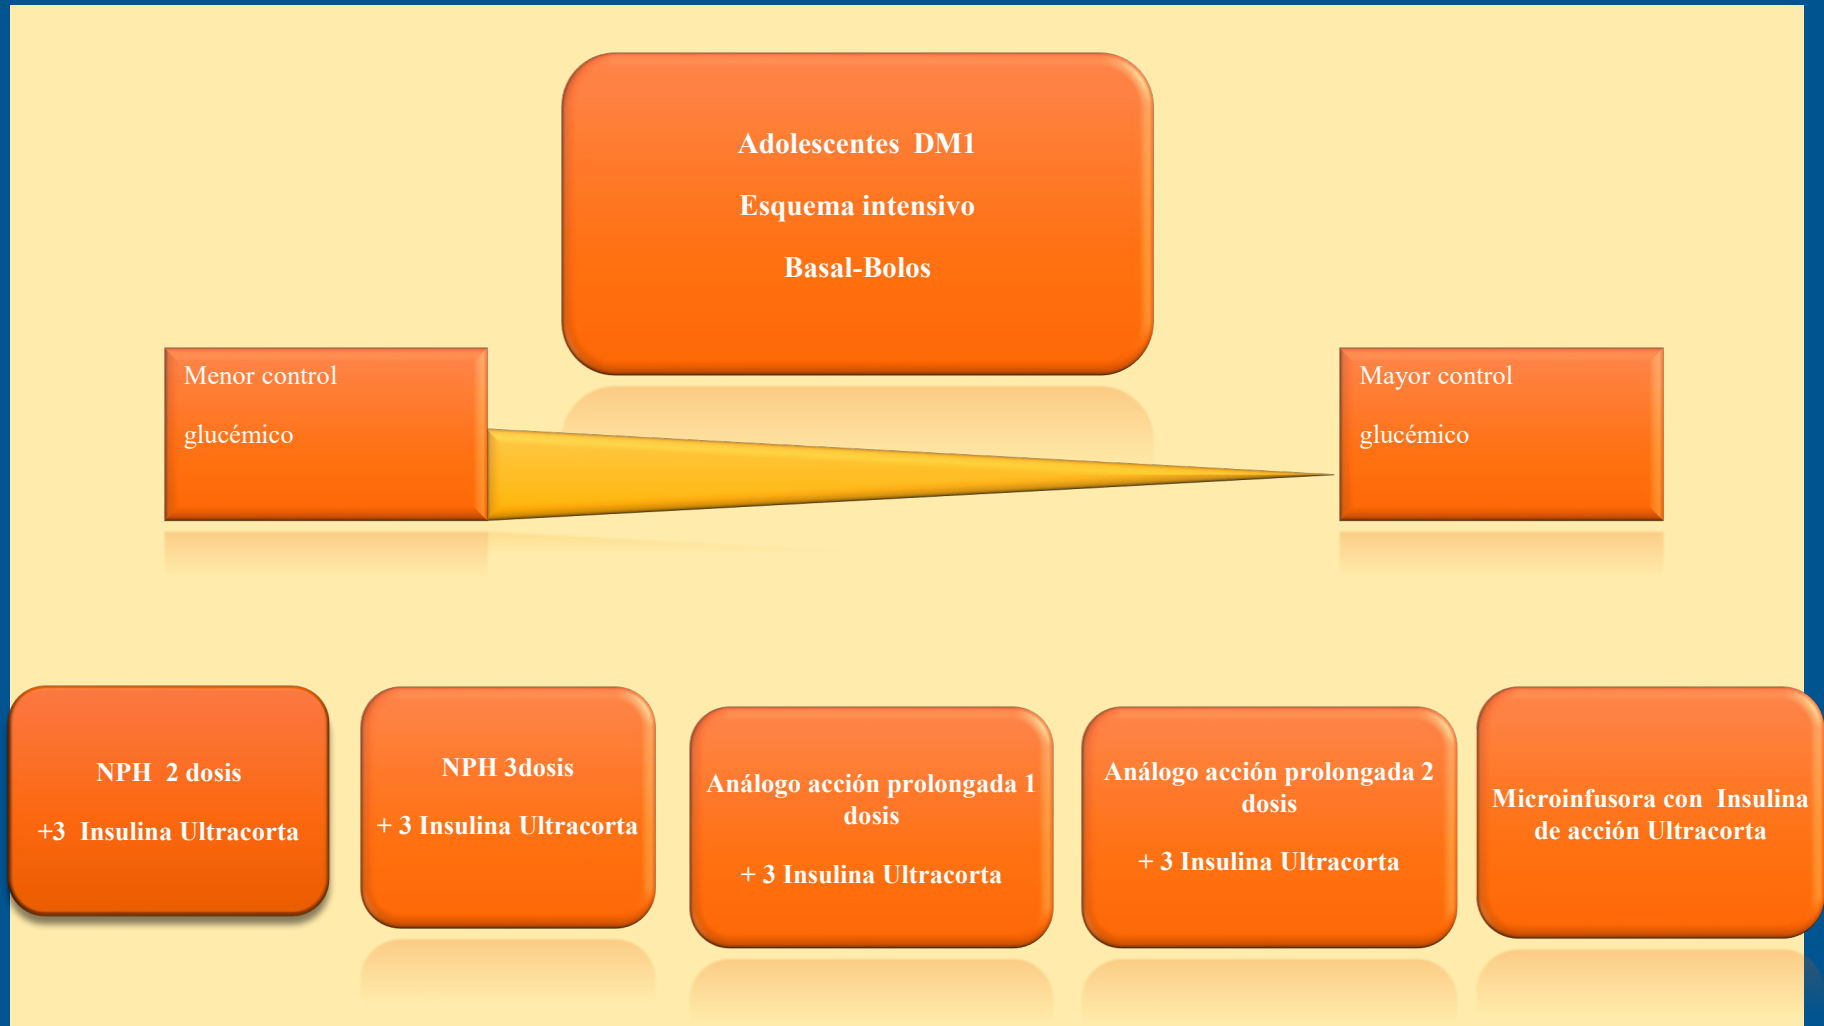 Adolescentes DM1
Esquema intensivo
Basal-Bolos
Menor control
glucémico
Mayor control
glucémico
NPH 2 dosis
+3 Insulina Ultracorta
NPH 3dosis
+ 3 Insulina Ultracorta
Análogo acción prolongada 1
dosis
+ 3 Insulina Ultracorta
Análogo acción prolongada 2
dosis
+ 3 Insulina Ultracorta
Microinfusora con Insulina
de acción Ultracorta